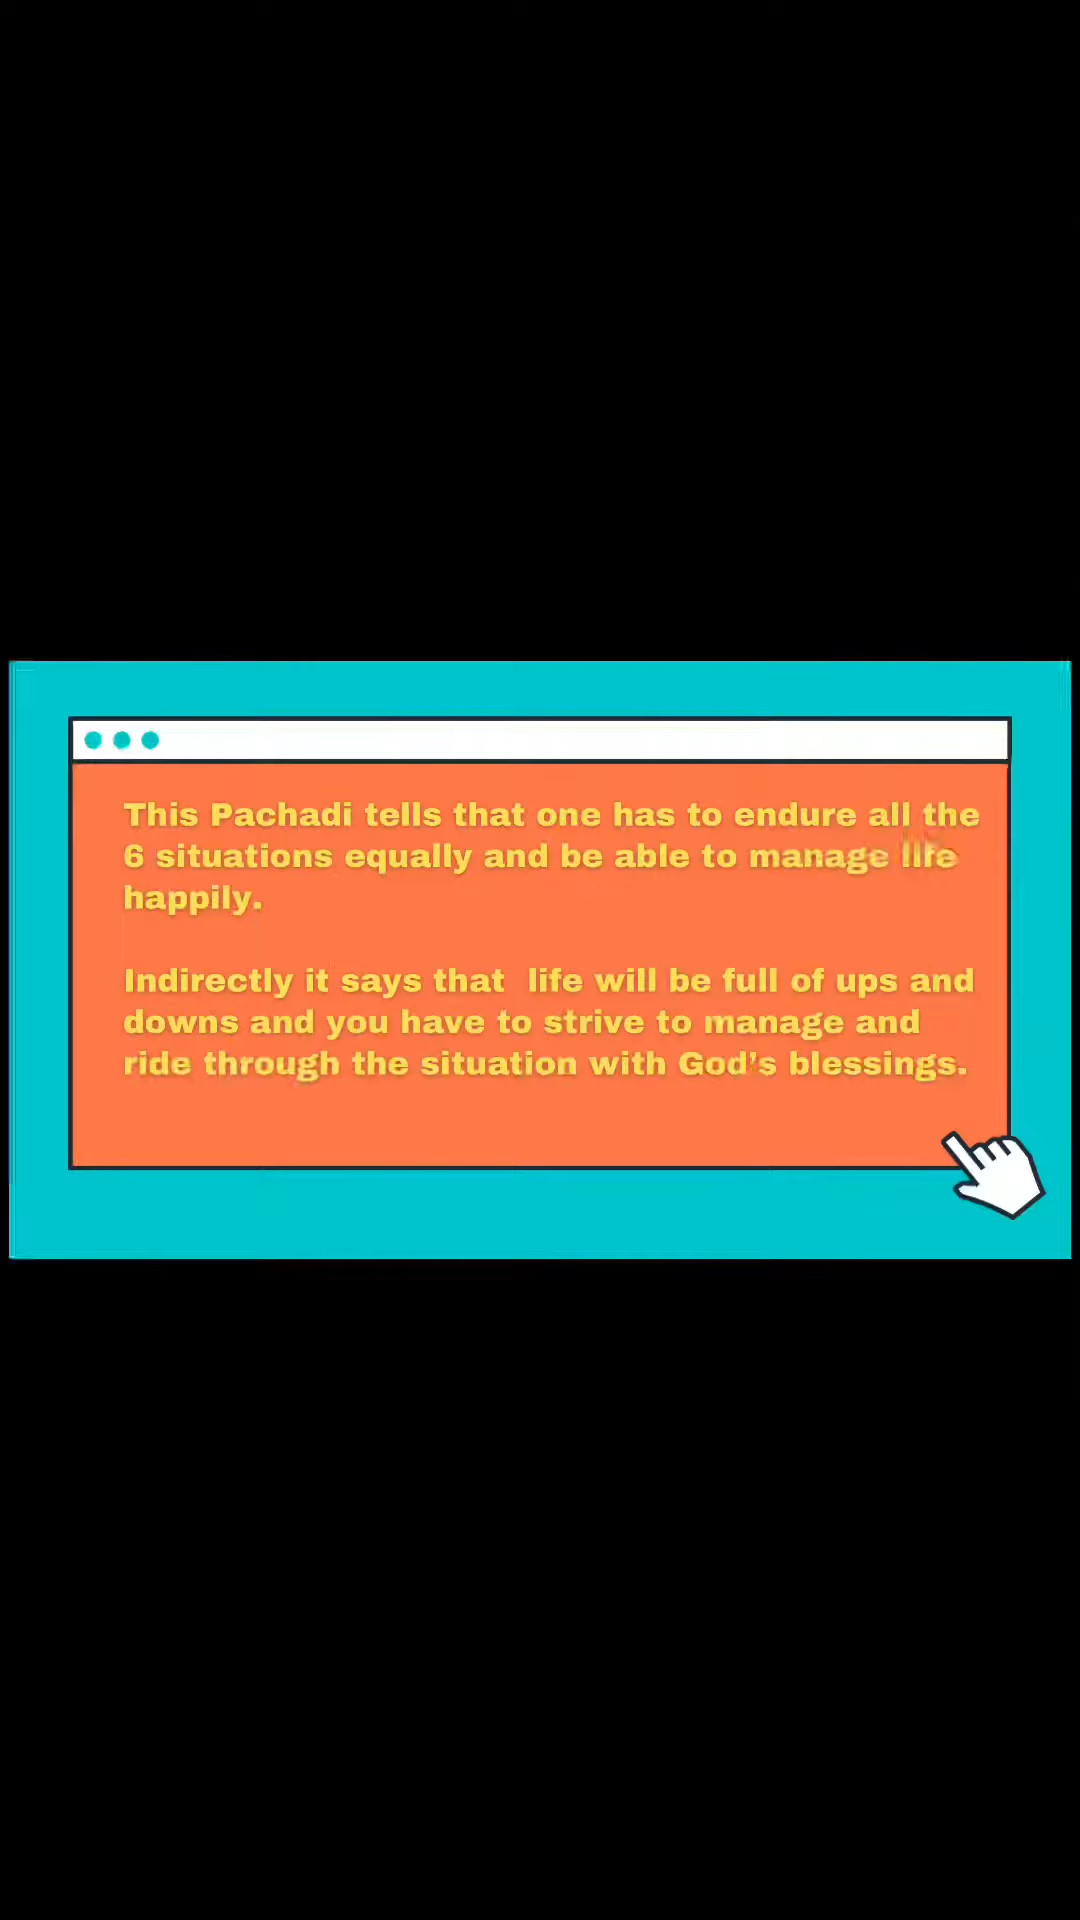 This Pachadi tells that one has to endure all the
6 situations equally and be able to manage life
happily.
Indirectly it says that life will be full of ups and
downs and you have to strive to manage and
ride through the situation with God's blessings.